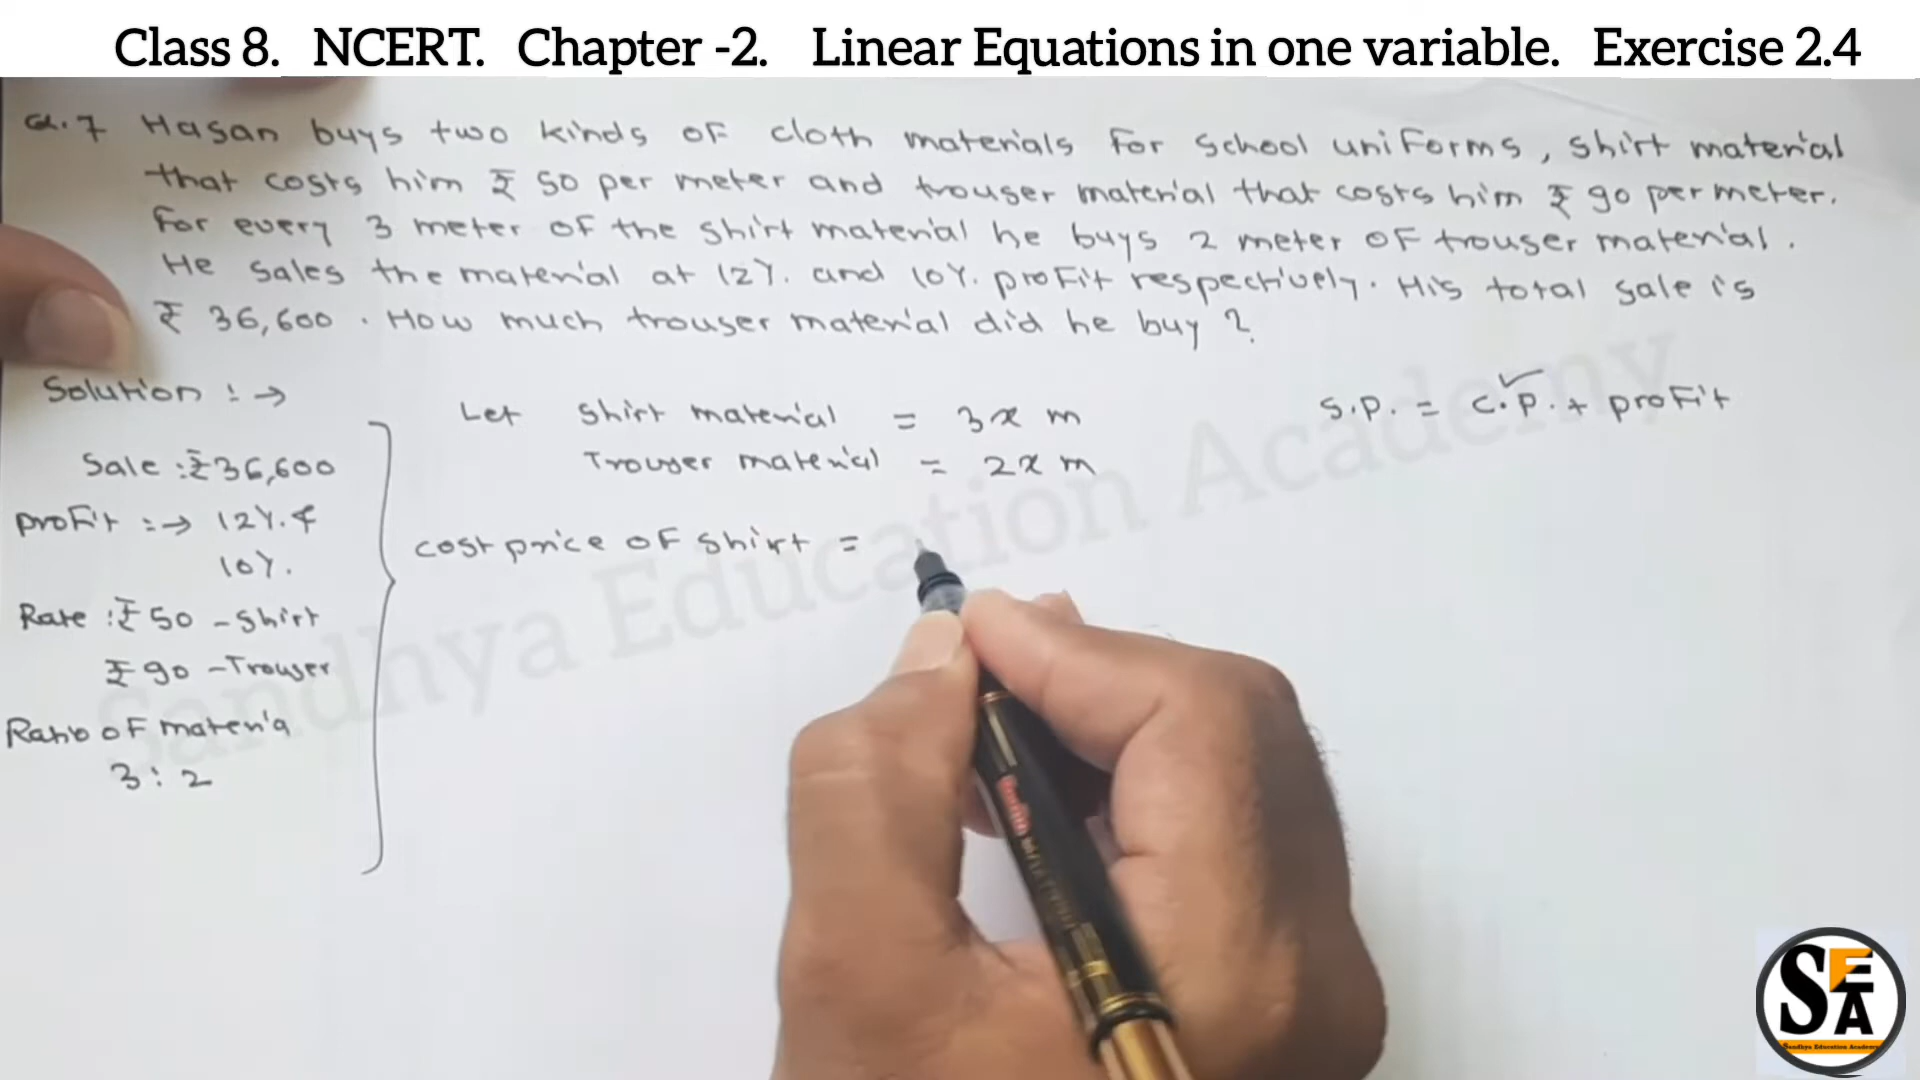 Class 8. NCERT. Chapter -2. Linear Equations in one variable. Exercise 2.4
Q.7 Hasan buys two kinds of cloth materials for school uniforms, shirt material
that costs him ₹ 50 per meter and trouser material that costs him ₹ 90 per meter.
For every 3 meter of the shirt material he buys 2 meter of trouser material.
He sales the material at 12%. and 10%. profit respectively. His total sale is
₹ 36,600. How much trouser material did he buy ?
Solution :→
Sale :₹36,600
profit :→ 12%. &
10%.
Rate :₹ 50 - shirt
₹ 90 - Trouser
Ratio of materia
3 : 2
Let shirt material = 3x m
Trouser material = 2x m
cost price of shirt =
S.P. = C.P. + profit
Sandhya Education Academy
SEA
Sandhya Education Academy